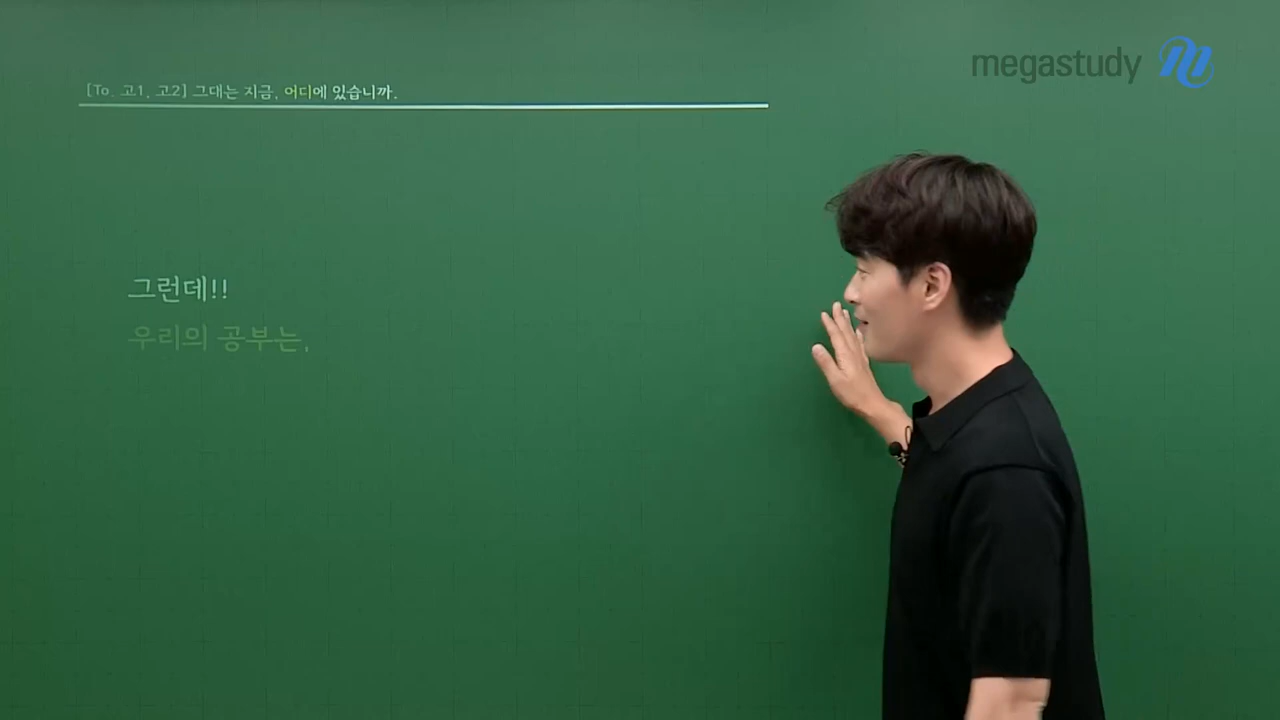 megastudy
[To. 고1, 고2] 그대는 지금, 어디에 있습니까.
그런데!!
우리의 공부는,